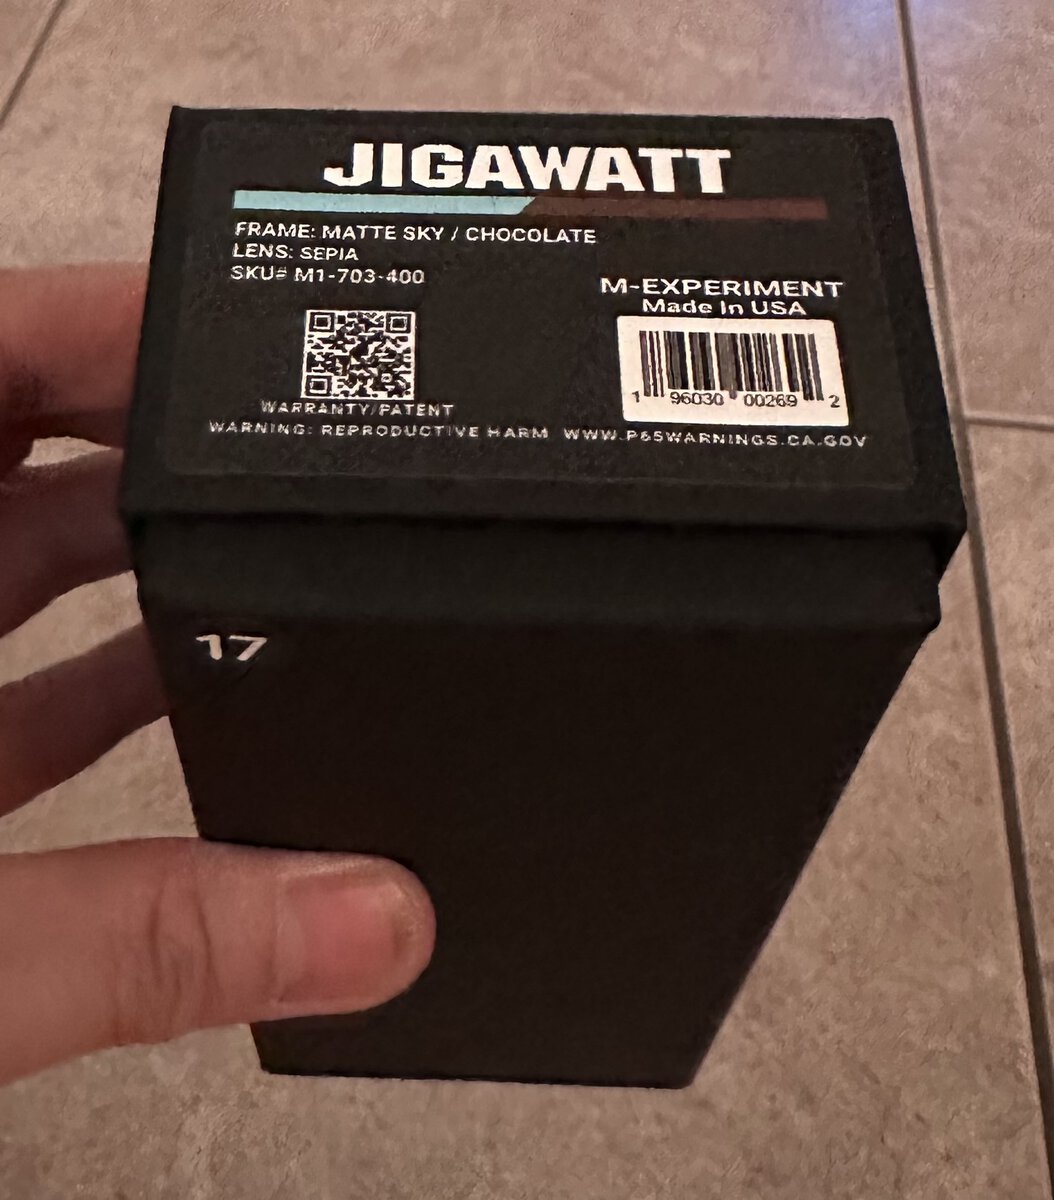 JIGAWATT
FRAME: MATTE SKY / CHOCOLATE
LENS: SEPIA
SKU# M1-703-400
M-EXPERIMENT
Made In USA
1 96030 00269 2
WARRANTY/PATENT
WARNING: REPRODUCTIVE HARM WWW.P65WARNINGS.CA.GOV
17